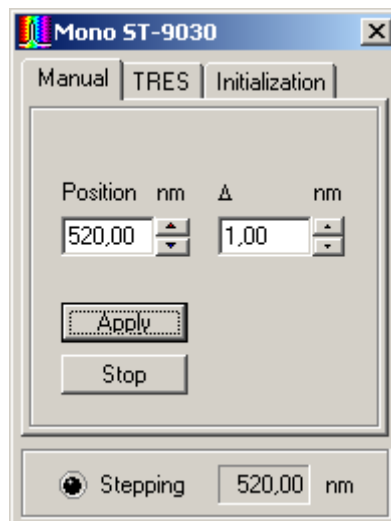 Mono ST-9030
Manual TRES Initialization
Position nm Δ nm
520,00 1,00
Apply
Stop
Stepping 520,00 nm